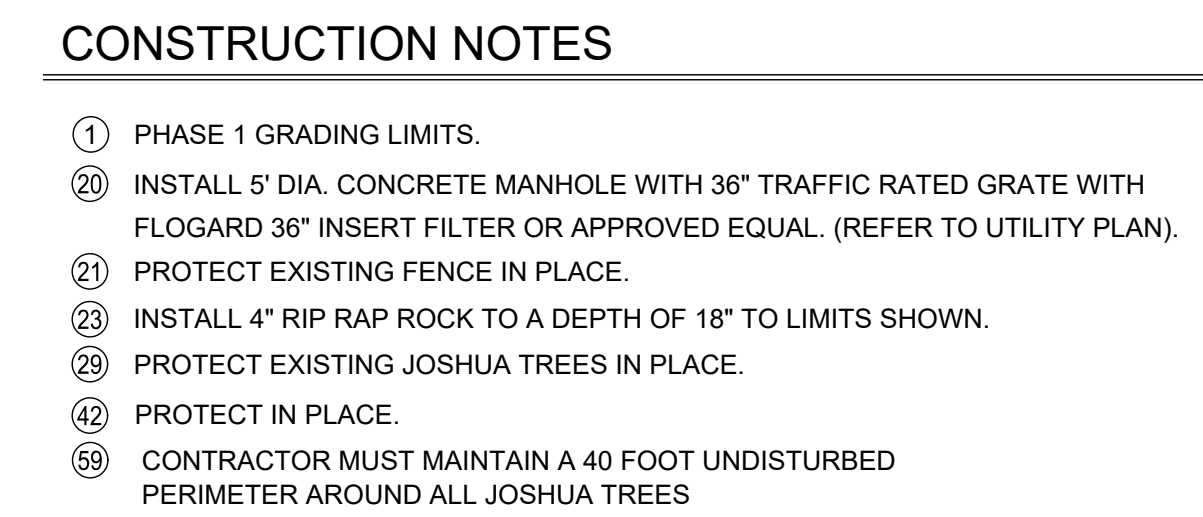 CONSTRUCTION NOTES
1 PHASE 1 GRADING LIMITS.
20 INSTALL 5' DIA. CONCRETE MANHOLE WITH 36" TRAFFIC RATED GRATE WITH
FLOGARD 36" INSERT FILTER OR APPROVED EQUAL. (REFER TO UTILITY PLAN).
21 PROTECT EXISTING FENCE IN PLACE.
23 INSTALL 4" RIP RAP ROCK TO A DEPTH OF 18" TO LIMITS SHOWN.
29 PROTECT EXISTING JOSHUA TREES IN PLACE.
42 PROTECT IN PLACE.
59 CONTRACTOR MUST MAINTAIN A 40 FOOT UNDISTURBED
PERIMETER AROUND ALL JOSHUA TREES